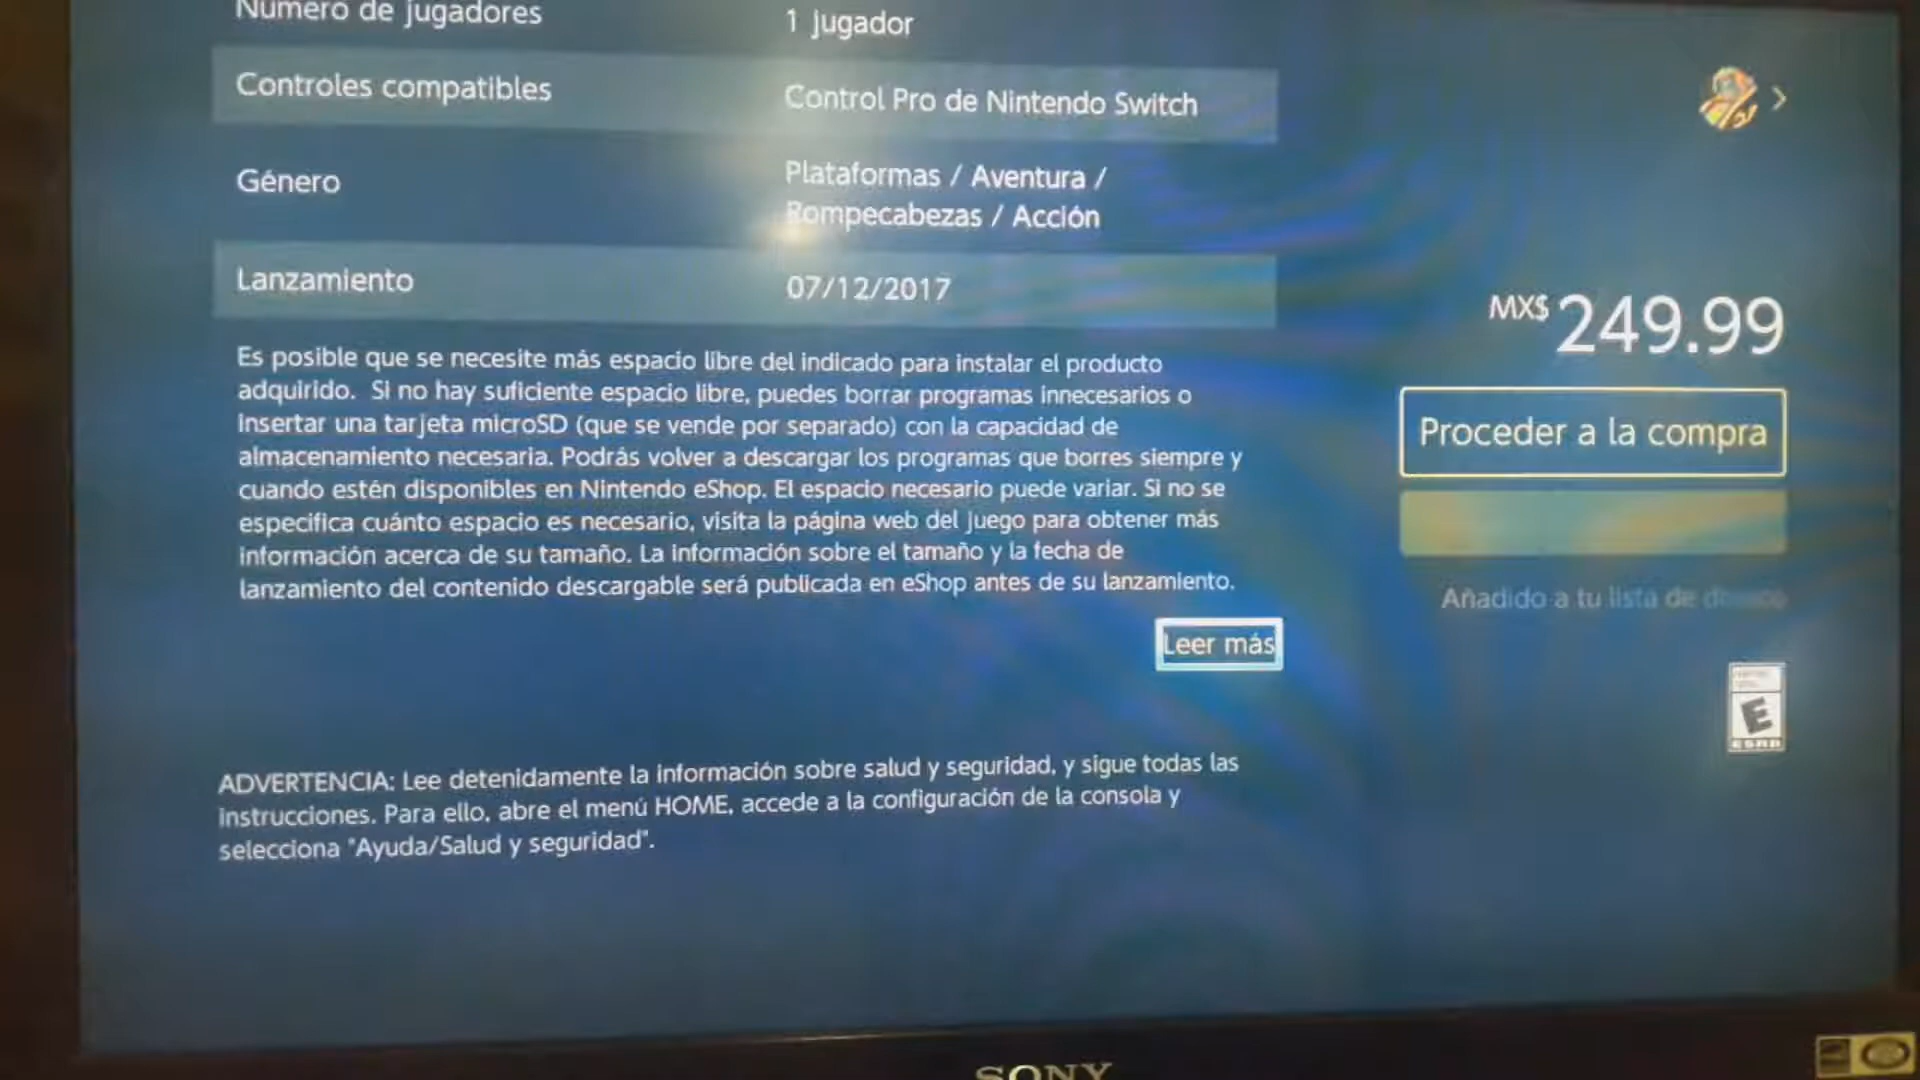 Número de jugadores
1 jugador
Controles compatibles
Control Pro de Nintendo Switch
Género
Plataformas / Aventura /
Rompecabezas / Acción
Lanzamiento
07/12/2017
Es posible que se necesite más espacio libre del indicado para instalar el producto
adquirido. Si no hay suficiente espacio libre, puedes borrar programas innecesarios o
insertar una tarjeta microSD (que se vende por separado) con la capacidad de
almacenamiento necesaria. Podrás volver a descargar los programas que borres siempre y
cuando estén disponibles en Nintendo eShop. El espacio necesario puede variar. Si no se
especifica cuánto espacio es necesario, visita la página web del juego para obtener más
información acerca de su tamaño. La información sobre el tamaño y la fecha de
lanzamiento del contenido descargable será publicada en eShop antes de su lanzamiento.
Leer más
ADVERTENCIA: Lee detenidamente la información sobre salud y seguridad, y sigue todas las
instrucciones. Para ello, abre el menú HOME, accede a la configuración de la consola y
selecciona "Ayuda/Salud y seguridad".
MX$ 249.99
Proceder a la compra
Añadido a tu lista de deseos
E
ESRB
SONY